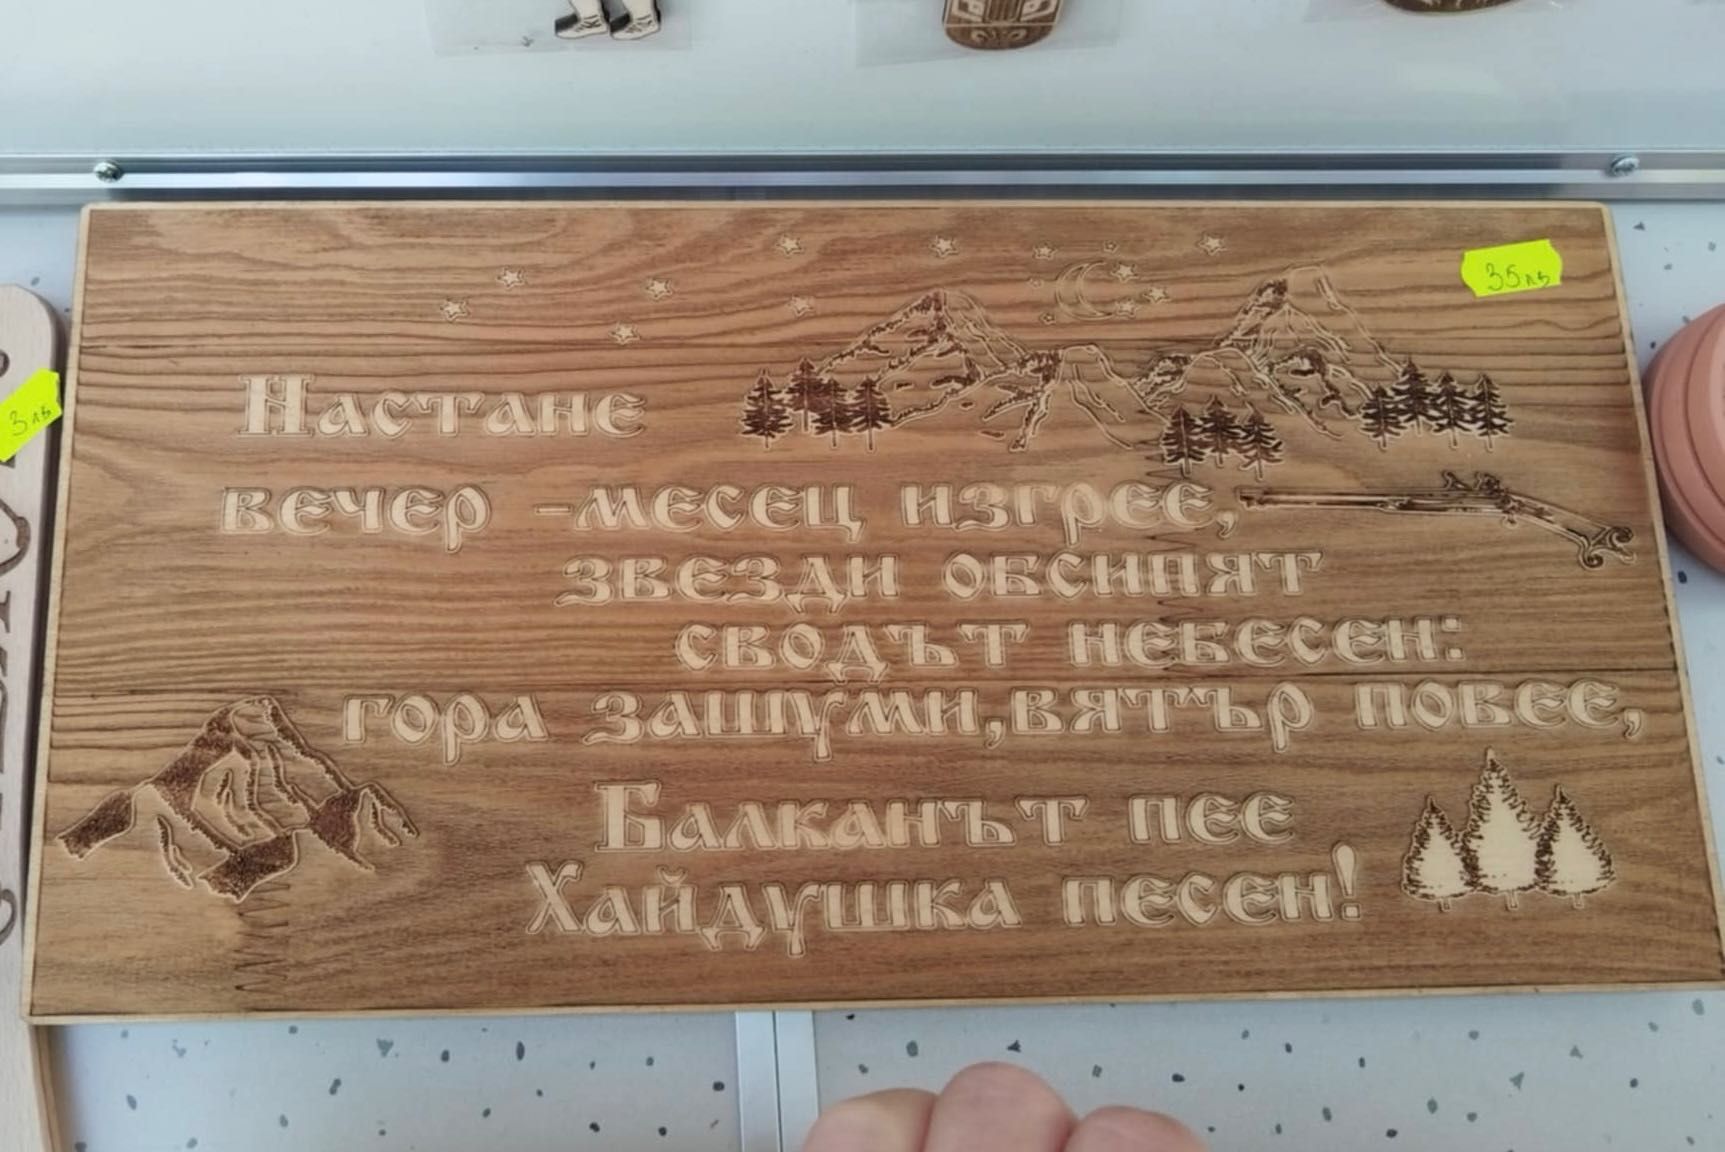 35лв
3лв
Настане
вечер -месец изгрее,
звезди обсипят
сводът небесен:
гора зашуми,вятър повее,
Балканът пее
Хайдушка песен!